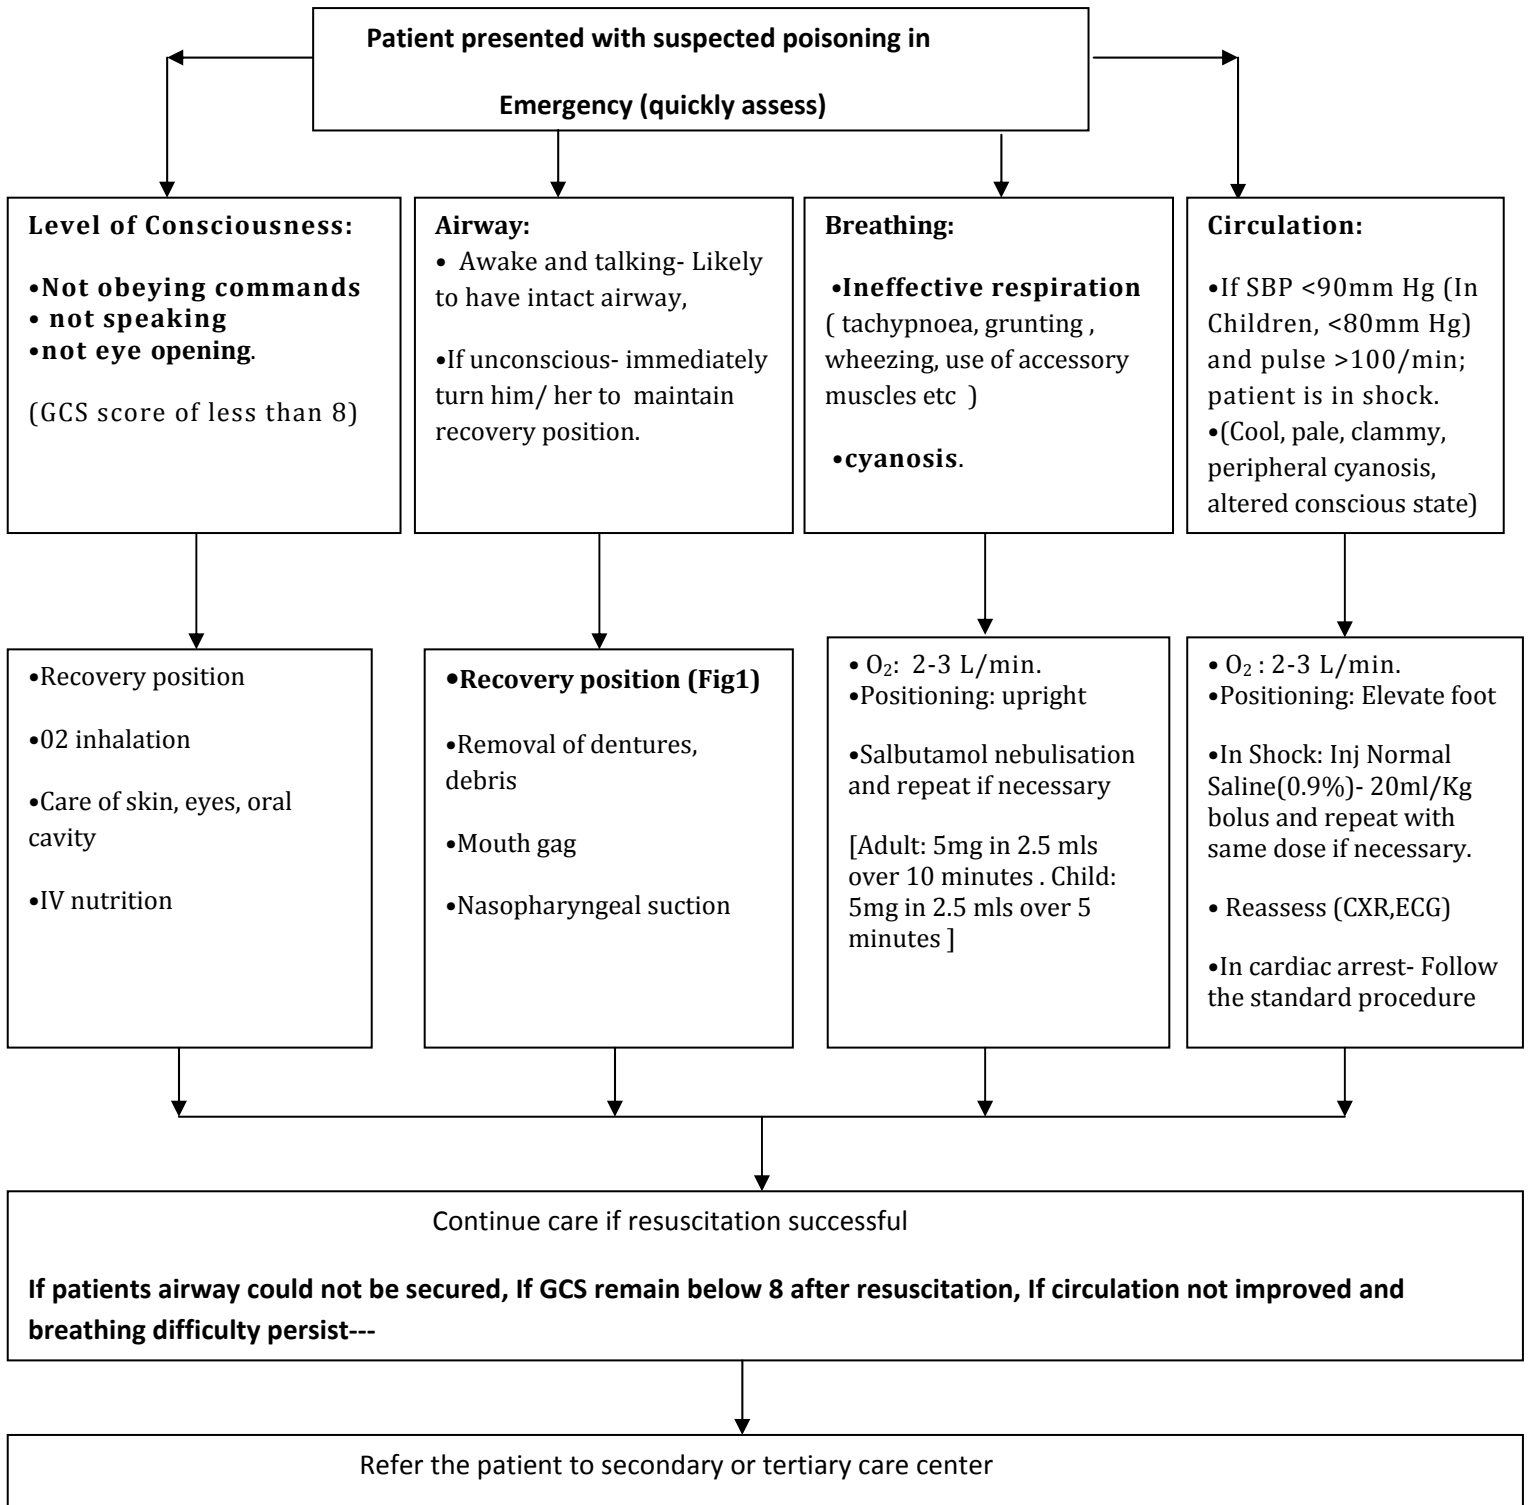 Patient presented with suspected poisoning in
Emergency (quickly assess)
Level of Consciousness:
•Not obeying commands
• not speaking
•not eye opening.
(GCS score of less than 8)
Airway:
• Awake and talking- Likely
to have intact airway,
•If unconscious- immediately
turn him/ her to maintain
recovery position.
Breathing:
•Ineffective respiration
( tachypnoea, grunting ,
wheezing, use of accessory
muscles etc )
•cyanosis.
Circulation:
•If SBP <90mm Hg (In
Children, <80mm Hg)
and pulse >100/min;
patient is in shock.
•(Cool, pale, clammy,
peripheral cyanosis,
altered conscious state)
•Recovery position
•02 inhalation
•Care of skin, eyes, oral
cavity
•IV nutrition
•Recovery position (Fig1)
•Removal of dentures,
debris
•Mouth gag
•Nasopharyngeal suction
• O₂: 2-3 L/min.
•Positioning: upright
•Salbutamol nebulisation
and repeat if necessary
[Adult: 5mg in 2.5 mls
over 10 minutes . Child:
5mg in 2.5 mls over 5
minutes ]
• O₂ : 2-3 L/min.
•Positioning: Elevate foot
•In Shock: Inj Normal
Saline(0.9%)- 20ml/Kg
bolus and repeat with
same dose if necessary.
• Reassess (CXR,ECG)
•In cardiac arrest- Follow
the standard procedure
Continue care if resuscitation successful
If patients airway could not be secured, If GCS remain below 8 after resuscitation, If circulation not improved and
breathing difficulty persist---
Refer the patient to secondary or tertiary care center